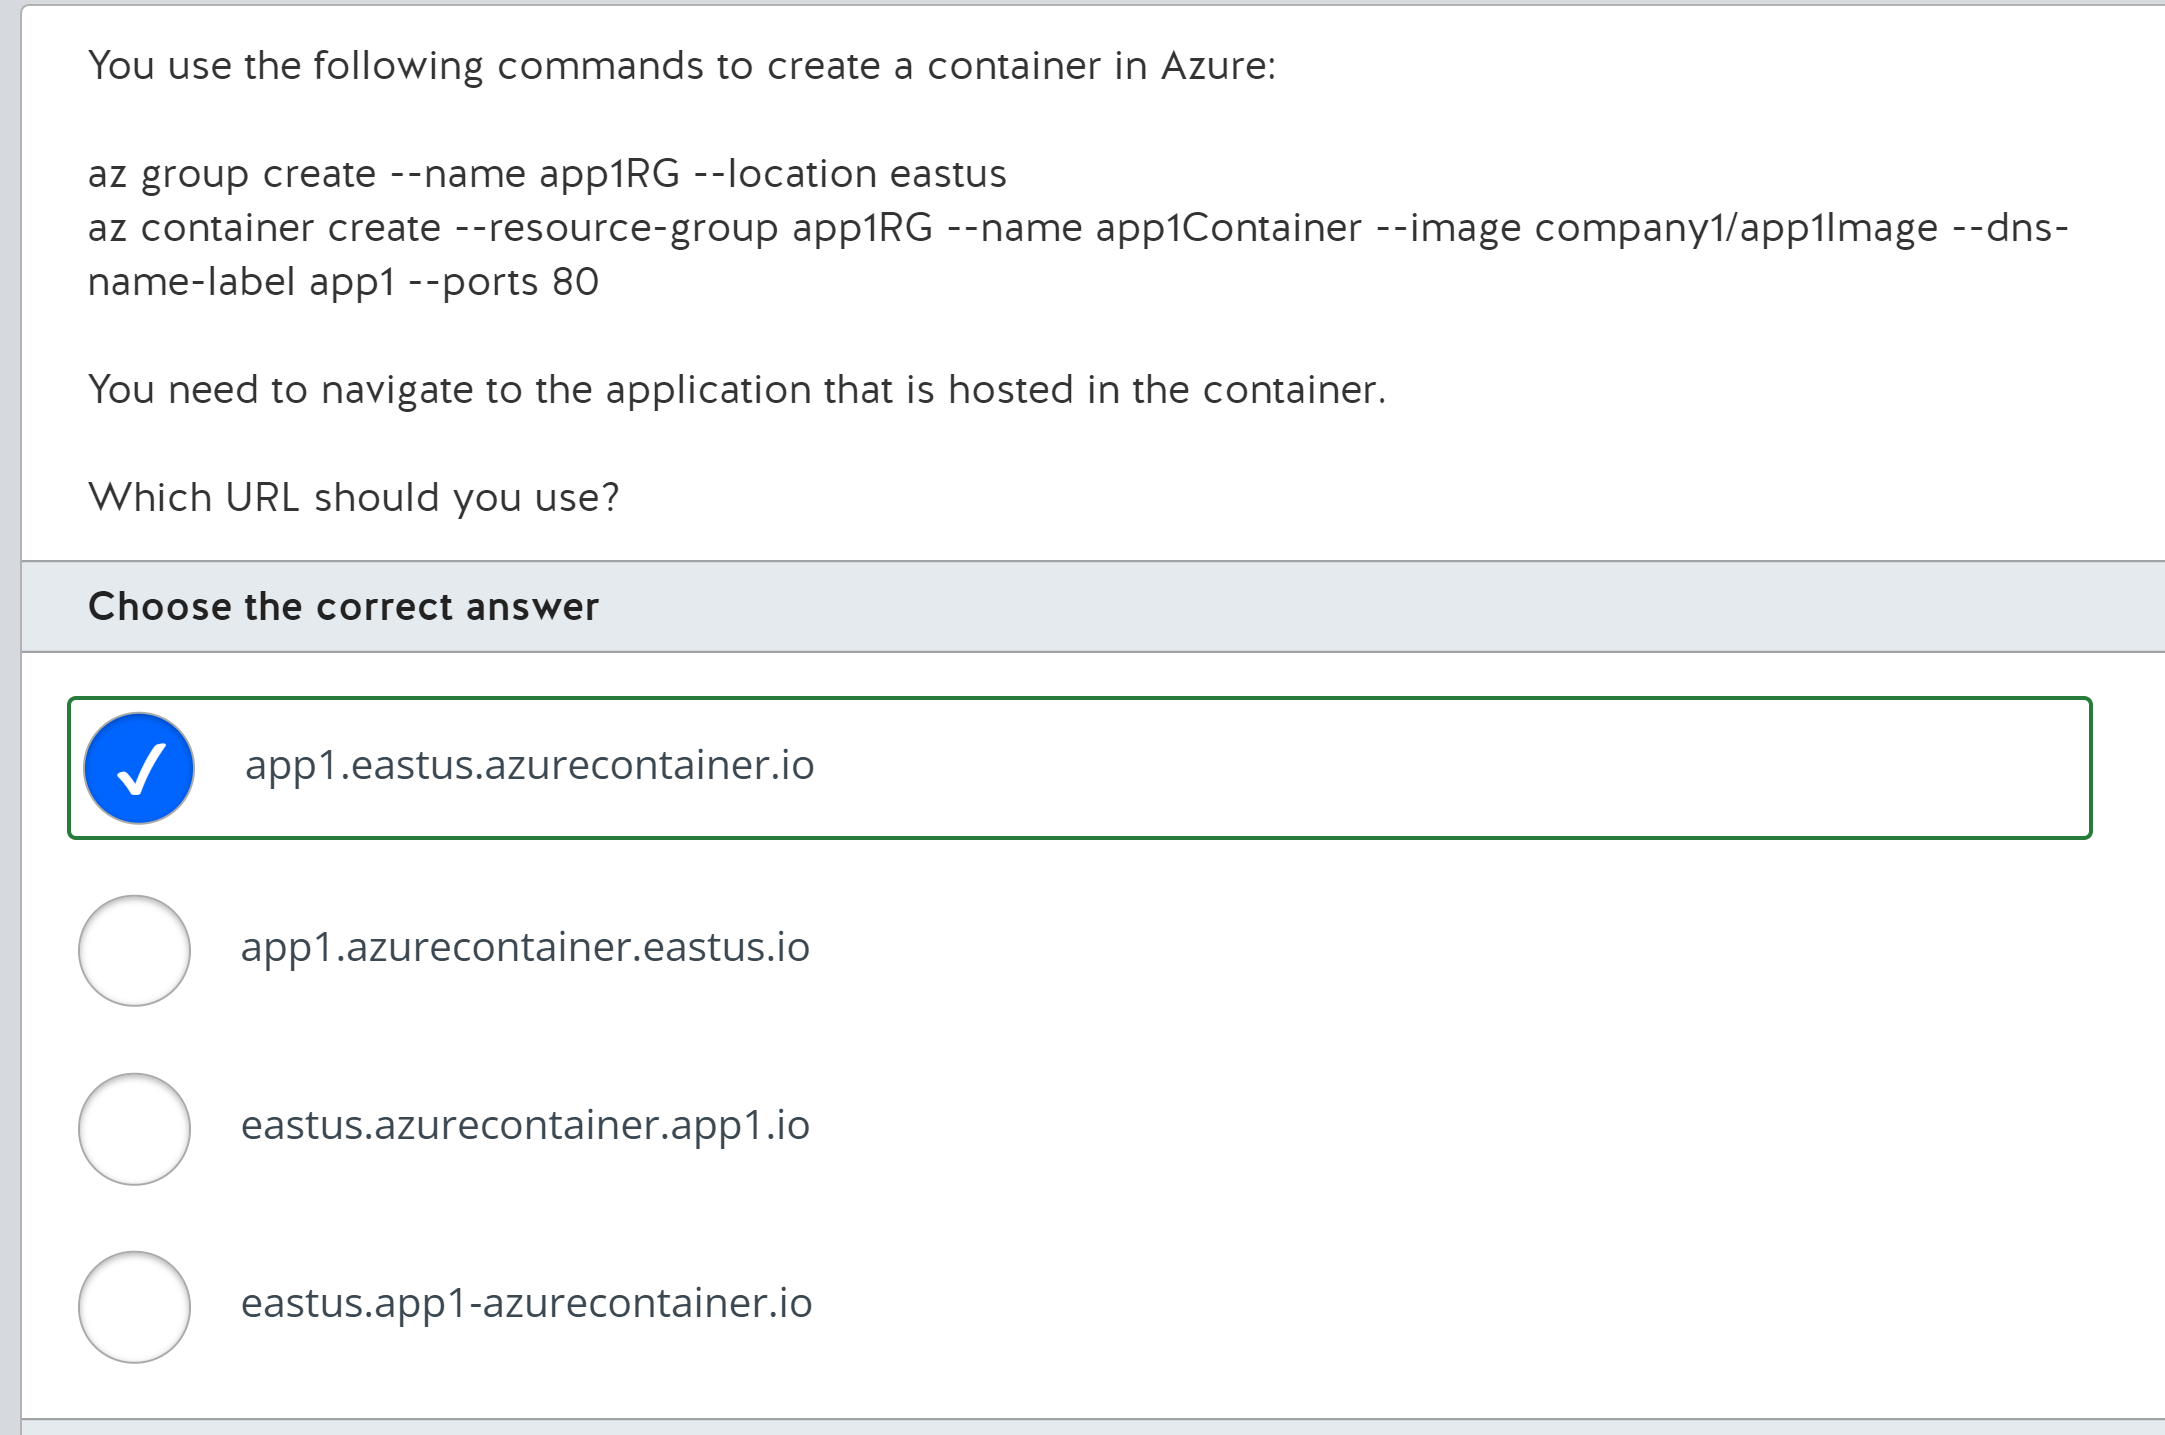 You use the following commands to create a container in Azure:
az group create --name app1RG --location eastus
az container create --resource-group app1RG --name app1Container --image company1/app1Image --dns-
name-label app1 --ports 80
You need to navigate to the application that is hosted in the container.
Which URL should you use?
Choose the correct answer
app1.eastus.azurecontainer.io
app1.azurecontainer.eastus.io
eastus.azurecontainer.app1.io
eastus.app1-azurecontainer.io